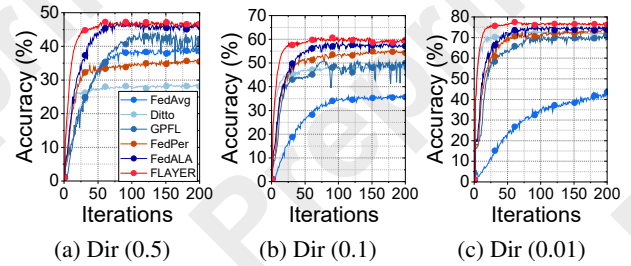 50
40
30
20
10
0
Accuracy (%)
0 50 100 150 200
Iterations
FedAvg
Ditto
GPFL
FedPer
FedALA
FLAYER
(a) Dir (0.5)
70
60
50
40
30
20
10
0
Accuracy (%)
0 50 100 150 200
Iterations
(b) Dir (0.1)
80
70
60
50
40
30
20
10
0
Accuracy (%)
0 50 100 150 200
Iterations
(c) Dir (0.01)
Preprint